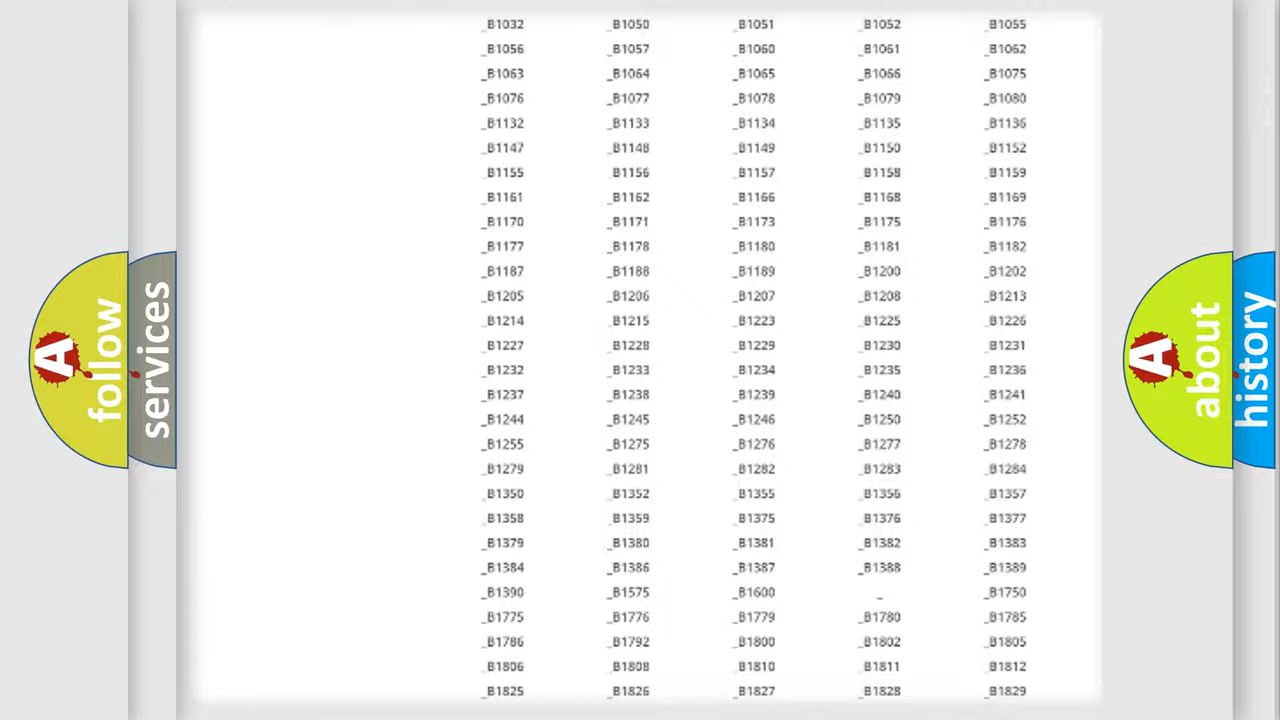 _B1032 _B1050 _B1051 _B1052 _B1055
_B1056 _B1057 _B1060 _B1061 _B1062
_B1063 _B1064 _B1065 _B1066 _B1075
_B1076 _B1077 _B1078 _B1079 _B1080
_B1132 _B1133 _B1134 _B1135 _B1136
_B1147 _B1148 _B1149 _B1150 _B1152
_B1155 _B1156 _B1157 _B1158 _B1159
_B1161 _B1162 _B1166 _B1168 _B1169
_B1170 _B1171 _B1173 _B1175 _B1176
_B1177 _B1178 _B1180 _B1181 _B1182
_B1187 _B1188 _B1189 _B1200 _B1202
_B1205 _B1206 _B1207 _B1208 _B1213
_B1214 _B1215 _B1223 _B1225 _B1226
_B1227 _B1228 _B1229 _B1230 _B1231
_B1232 _B1233 _B1234 _B1235 _B1236
_B1237 _B1238 _B1239 _B1240 _B1241
_B1244 _B1245 _B1246 _B1250 _B1252
_B1255 _B1275 _B1276 _B1277 _B1278
_B1279 _B1281 _B1282 _B1283 _B1284
_B1350 _B1352 _B1355 _B1356 _B1357
_B1358 _B1359 _B1375 _B1376 _B1377
_B1379 _B1380 _B1381 _B1382 _B1383
_B1384 _B1386 _B1387 _B1388 _B1389
_B1390 _B1575 _B1600 _ _B1750
_B1775 _B1776 _B1779 _B1780 _B1785
_B1786 _B1792 _B1800 _B1802 _B1805
_B1806 _B1808 _B1810 _B1811 _B1812
_B1825 _B1826 _B1827 _B1828 _B1829
A follow
services
A about
history